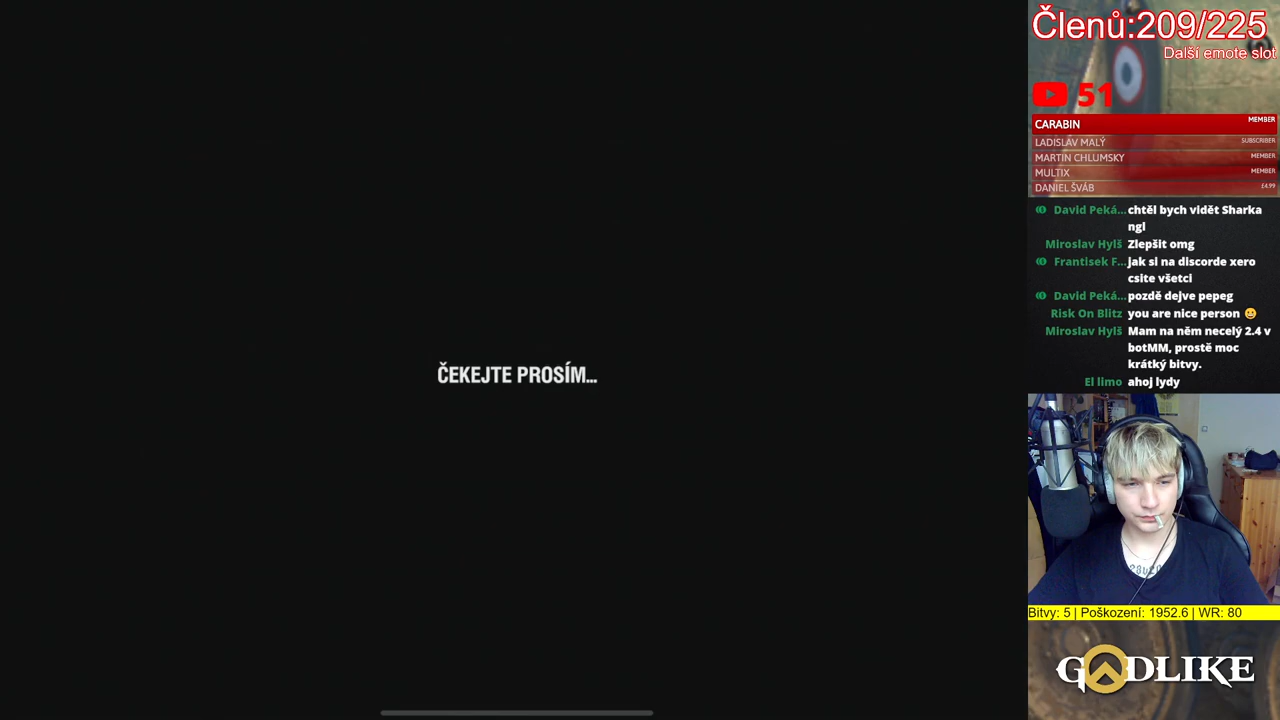 ČEKEJTE PROSÍM...
Členů:209/225
Další emote slot
51
CARABIN MEMBER
LADISLAV MALÝ SUBSCRIBER
MARTIN CHLUMSKY MEMBER
MULTIX MEMBER
DANIEL ŠVÁB £4.99
David Peká... chtěl bych vidět Sharka
ngl
Miroslav Hylš Zlepšit omg
Frantisek F... jak si na discorde xero
csite všetci
David Peká... pozdě dejve pepeg
Risk On Blitz you are nice person 😀
Miroslav Hylš Mam na něm necelý 2.4 v
botMM, prostě moc
krátký bitvy.
El limo ahoj lydy
Bitvy: 5 | Poškození: 1952.6 | WR: 80
GODLIKE